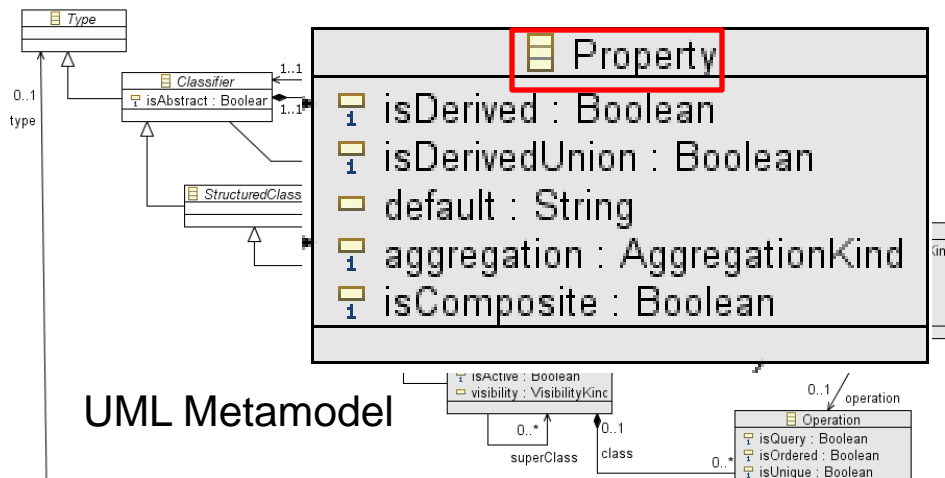 Type
Property
1..1
Classifier
0..1
isAbstract : Boolear
1..1
type
isDerived : Boolean
isDerivedUnion : Boolean
StructuredClass
default : String
aggregation : AggregationKind
isComposite : Boolean
isActive : Boolean
visibility : VisibilityKinc
0..1
operation
UML Metamodel
Operation
0..*
0..1
isQuery : Boolean
superClass
class
0..*
isOrdered : Boolean
isUnique : Boolean